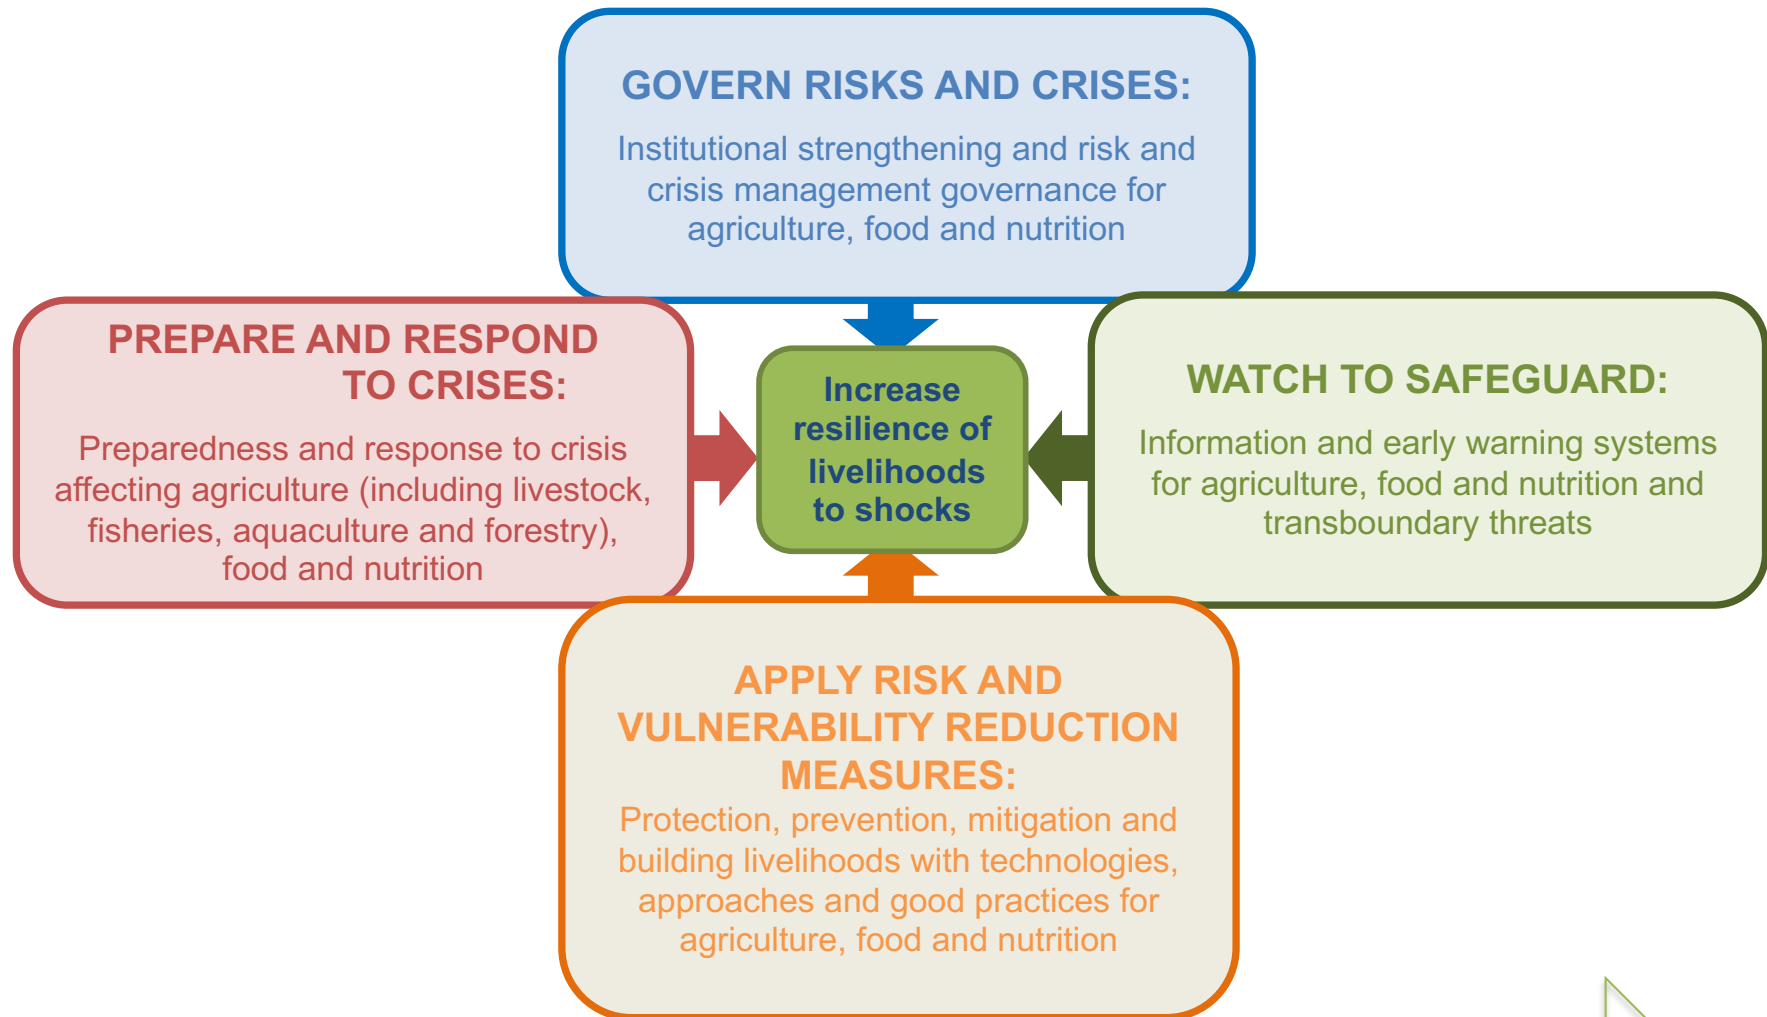 GOVERN RISKS AND CRISES:
Institutional strengthening and risk and
crisis management governance for
agriculture, food and nutrition
PREPARE AND RESPOND
TO CRISES:
Preparedness and response to crisis
affecting agriculture (including livestock,
fisheries, aquaculture and forestry),
food and nutrition
Increase
resilience of
livelihoods
to shocks
WATCH TO SAFEGUARD:
Information and early warning systems
for agriculture, food and nutrition and
transboundary threats
APPLY RISK AND
VULNERABILITY REDUCTION
MEASURES:
Protection, prevention, mitigation and
building livelihoods with technologies,
approaches and good practices for
agriculture, food and nutrition